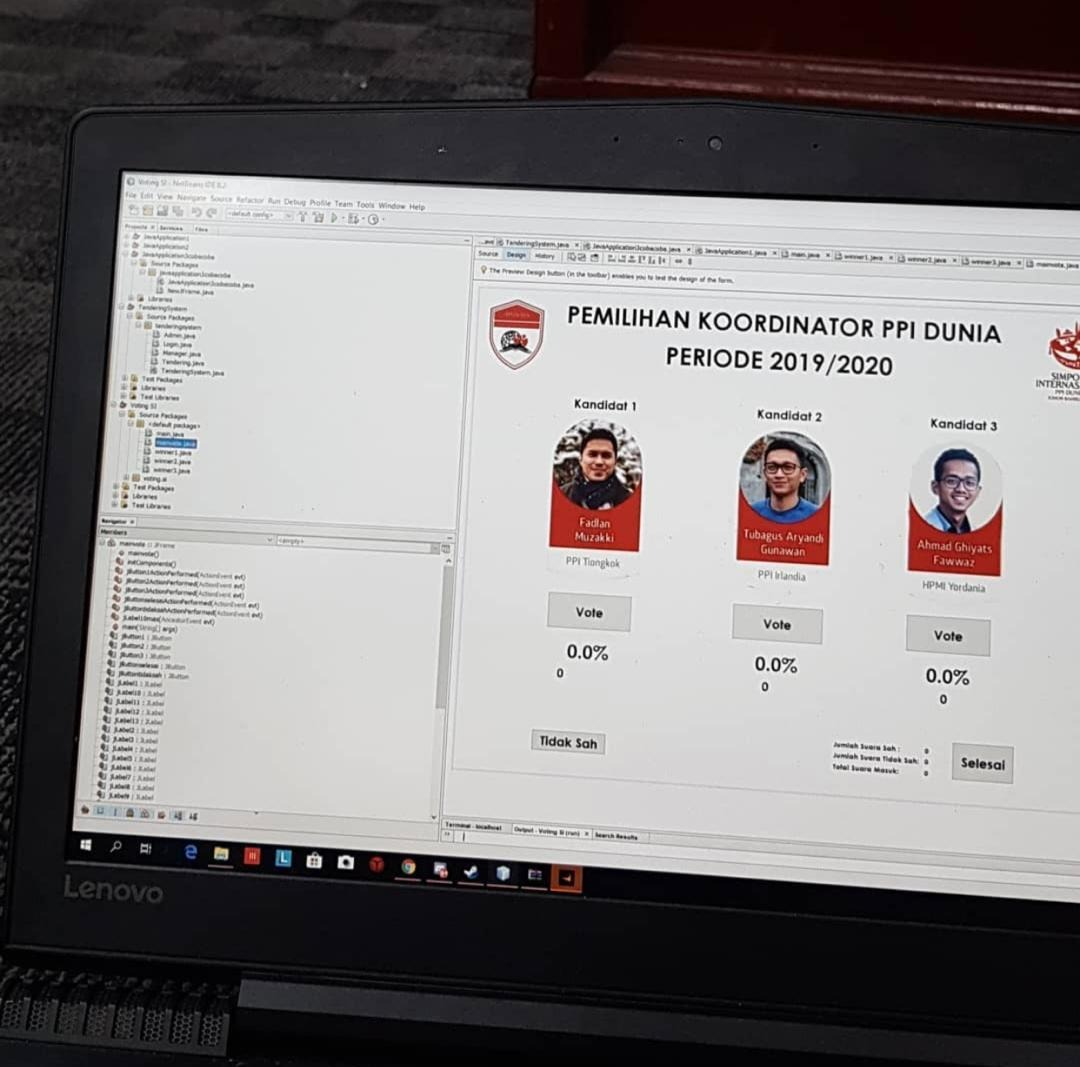 Voting SI - NetBeans IDE 8.2
File Edit View Navigate Source Refactor Run Debug Profile Team Tools Window Help
<default config>
Projects Services Files
JavaApplication1
JavaApplication2
JavaApplication3cobacoba
Source Packages
javaapplication3cobacoba
JavaApplication3cobacoba.java
NewJFrame.java
Libraries
TenderingSystem
Source Packages
tenderingsystem
Admin.java
Login.java
Manager.java
Tendering.java
TenderingSystem.java
Test Packages
Libraries
Test Libraries
Voting SI
Source Packages
<default package>
main.java
mainvote.java
winner1.java
winner2.java
winner3.java
voting.si
Test Packages
Libraries
Test Libraries
Navigator
Members <empty>
mainvote :: JFrame
mainvote()
initComponents()
jButton1ActionPerformed(ActionEvent evt)
jButton2ActionPerformed(ActionEvent evt)
jButton3ActionPerformed(ActionEvent evt)
jButtonselesaiActionPerformed(ActionEvent evt)
jButtontidaksahActionPerformed(ActionEvent evt)
main(String[] args)
jButton1 : JButton
jButton2 : JButton
jButton3 : JButton
jButtonselesai : JButton
jButtontidaksah : JButton
jLabel1 : JLabel
jLabel10 : JLabel
jLabel11 : JLabel
jLabel12 : JLabel
jLabel13 : JLabel
jLabel2 : JLabel
jLabel3 : JLabel
jLabel4 : JLabel
jLabel5 : JLabel
jLabel6 : JLabel
jLabel7 : JLabel
jLabel8 : JLabel
jLabel9 : JLabel
TenderingSystem.java JavaApplication3cobacoba.java JavaApplication1.java main.java winner1.java winner2.java winner3.java mainvote.java
Source Design History
The Preview Design button (in the toolbar) enables you to test the design of the form.
PEMILIHAN KOORDINATOR PPI DUNIA
PERIODE 2019/2020
SIMPO
INTERNAS
PPI DUN
Kandidat 1
Fadlan
Muzakki
PPI Tiongkok
Vote
0.0%
0
Kandidat 2
Tubagus Aryandi
Gunawan
PPI Irlandia
Vote
0.0%
0
Kandidat 3
Ahmad Ghiyats
Fawwaz
HPMI Yordania
Vote
0.0%
0
Tidak Sah
Jumlah Suara Sah : 0
Jumlah Suara Tidak Sah: 0
Total Suara Masuk: 0
Selesai
Terminal - localhost Output - Voting SI (run) Search Results
Lenovo